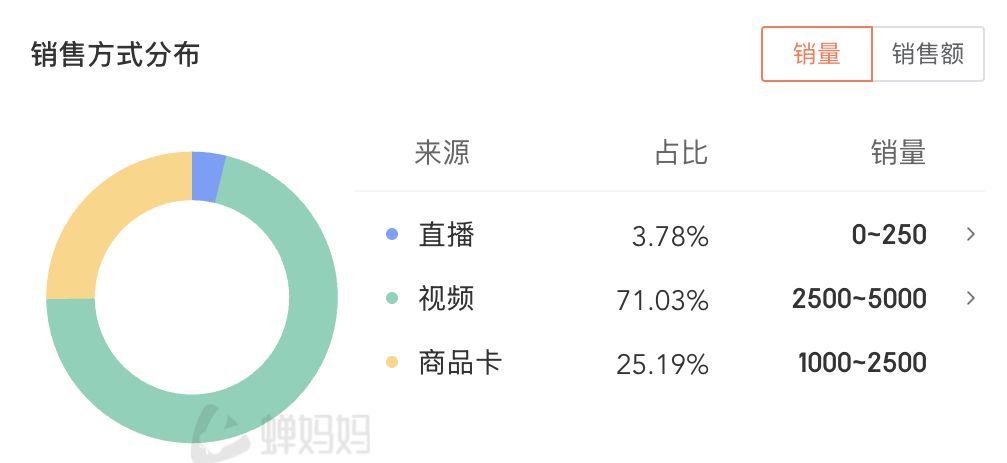 销售方式分布
销量 销售额
来源 占比 销量
直播 3.78% 0~250
视频 71.03% 2500~5000
商品卡 25.19% 1000~2500
蝉妈妈